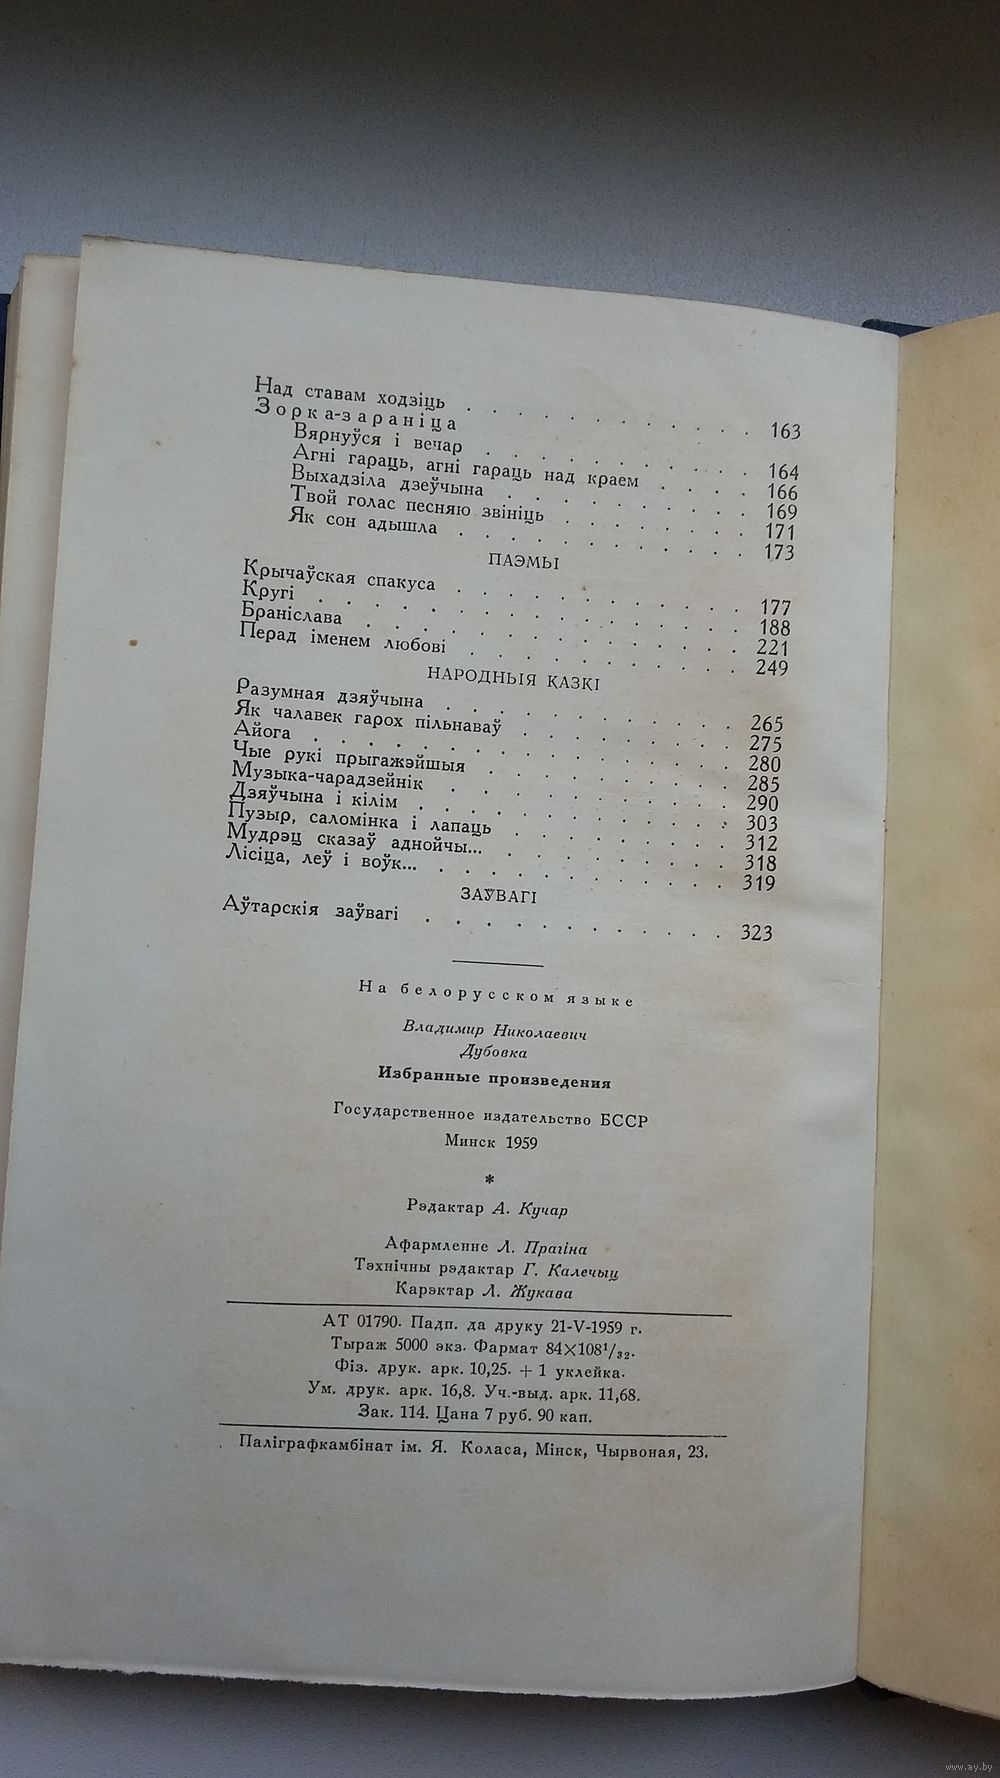 Над ставам ходзіць . . . . . . . . . . . 163
Зорка-зараніца
Вярнуўся і вечар . . . . . . . . . . 164
Агні гараць, агні гараць над краем . . . . 166
Выхадзіла дзеўчына . . . . . . . . . 169
Твой голас песняю звініць . . . . . . . 171
Як сон адышла . . . . . . . . . . . 173
ПАЭМЫ
Крычаўская спакуса . . . . . . . . . . . 177
Кругі . . . . . . . . . . . . . . . . 188
Браніслава . . . . . . . . . . . . . . 221
Перад іменем любові . . . . . . . . . . 249
НАРОДНЫЯ КАЗКІ
Разумная дзяўчына . . . . . . . . . . . 265
Як чалавек гарох пільнаваў . . . . . . . . 275
Айога . . . . . . . . . . . . . . . . 280
Чые рукі прыгажэйшыя . . . . . . . . . 285
Музыка-чарадзейнік . . . . . . . . . . . 290
Дзяўчына і кілім . . . . . . . . . . . . 303
Пузыр, саломінка і лапаць . . . . . . . . 312
Мудрэц сказаў аднойчы... . . . . . . . . . 318
Лісіца, леў і воўк... . . . . . . . . . . . 319
ЗАЎВАГІ
Аўтарскія заўвагі . . . . . . . . . . . 323
На белорусском языке
Владимир Николаевич
Дубовка
Избранные произведения
Государственное издательство БССР
Минск 1959
*
Рэдактар А. Кучар
Афармленне Л. Прагіна
Тэхнічны рэдактар Г. Калечыц
Карэктар Л. Жукава
АТ 01790. Падп. да друку 21-V-1959 г.
Тыраж 5000 экз. Фармат 84×108¹/₃₂.
Фіз. друк. арк. 10,25. + 1 уклейка.
Ум. друк. арк. 16,8. Уч.-выд. арк. 11,68.
Зак. 114. Цана 7 руб. 90 кап.
Паліграфкамбінат ім. Я. Коласа, Мінск, Чырвоная, 23.
www.ay.by